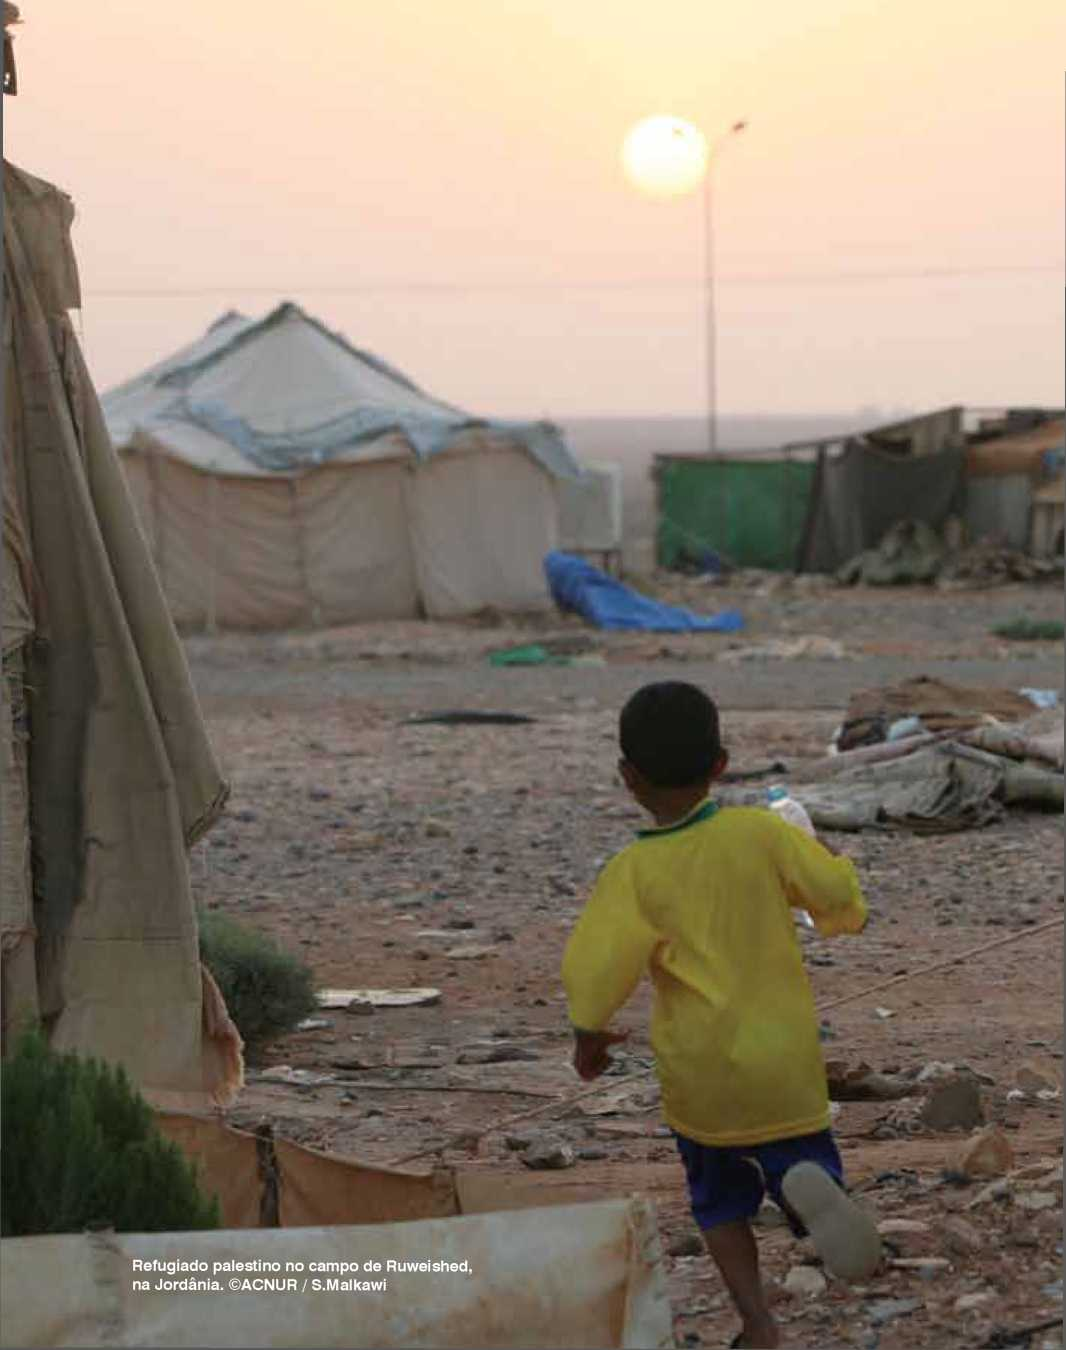 Refugiado palestino no campo de Ruweished,
na Jordânia. ©ACNUR / S.Malkawi